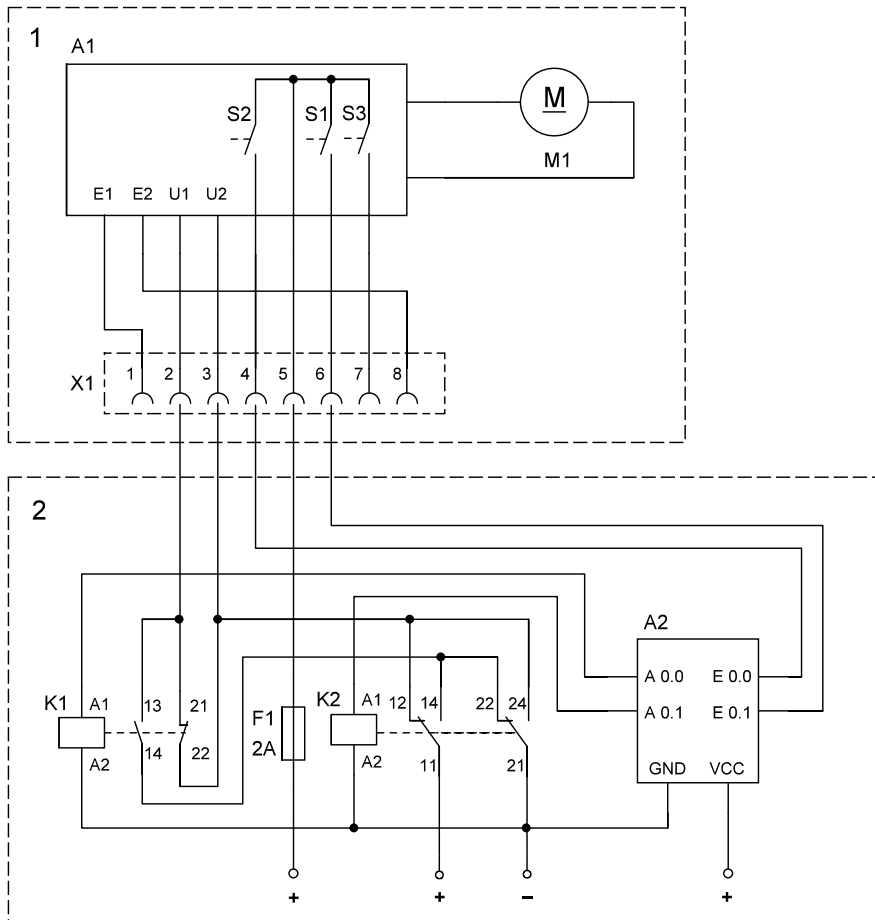 1
A1
M
S2
S1
S3
M1
E1
E2
U1
U2
X1
1
2
3
4
5
6
7
8
2
A2
A 0.0
E 0.0
A 0.1
E 0.1
GND
VCC
K1
A1
A2
13
14
21
22
F1
2A
K2
A1
A2
12
14
11
22
24
21
+
+
–
+